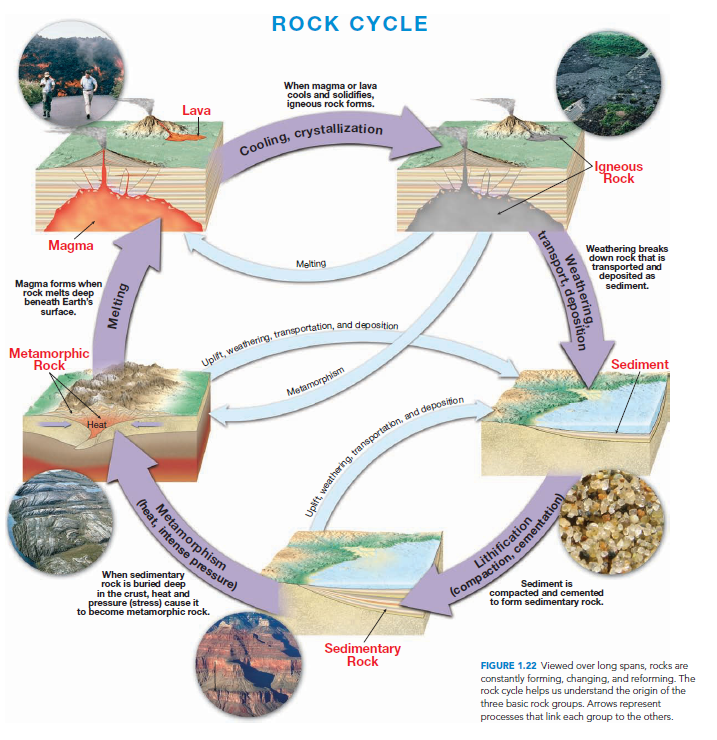 ROCK CYCLE
When magma or lava
cools and solidifies,
igneous rock forms.
Lava
Cooling, crystallization
Igneous
Rock
Magma
Melting
Weathering,
transport, deposition
Weathering breaks
down rock that is
transported and
deposited as
sediment.
Magma forms when
rock melts deep
beneath Earth's
surface.
Melting
Uplift, weathering, transportation, and deposition
Metamorphic
Rock
Metamorphism
Sediment
Heat
Uplift, weathering, transportation, and deposition
Metamorphism
(heat, intense pressure)
Lithification
(compaction, cementation)
When sedimentary
rock is buried deep
in the crust, heat and
pressure (stress) cause it
to become metamorphic rock.
Sediment is
compacted and cemented
to form sedimentary rock.
Sedimentary
Rock
FIGURE 1.22 Viewed over long spans, rocks are
constantly forming, changing, and reforming. The
rock cycle helps us understand the origin of the
three basic rock groups. Arrows represent
processes that link each group to the others.